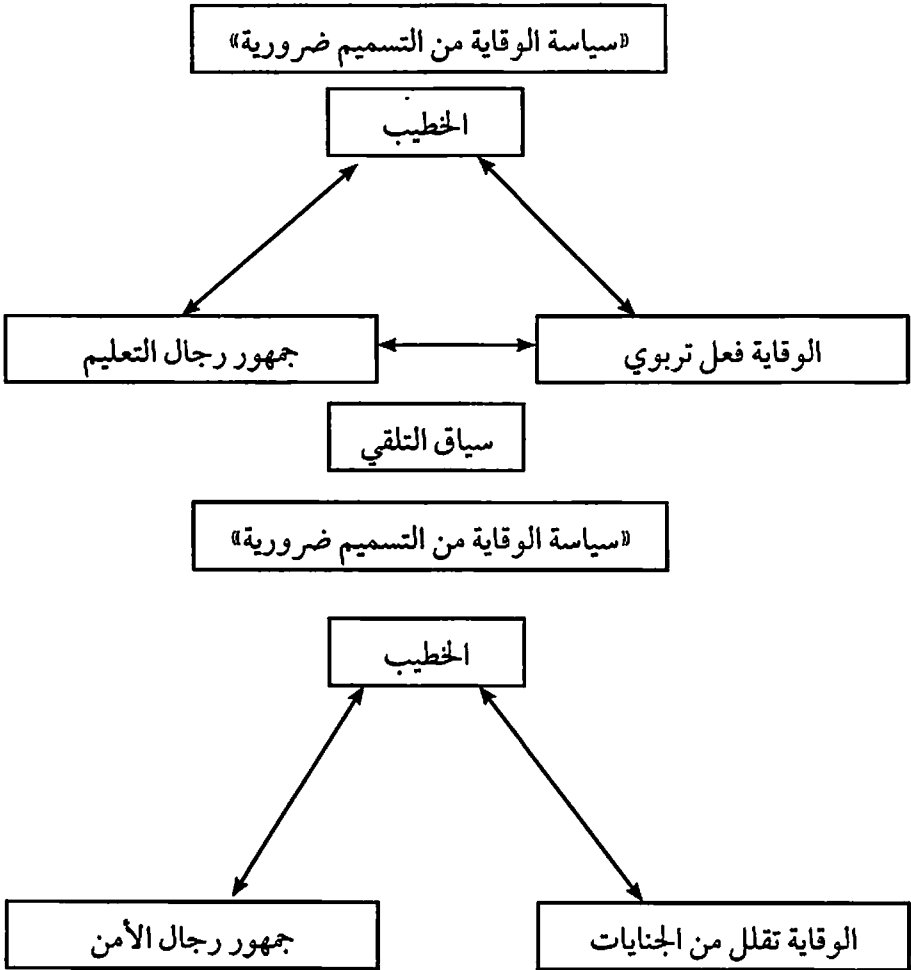 «سياسة الوقاية من التسميم ضرورية»
الخطيب
الوقاية فعل تربوي
جمهور رجال التعليم
سياق التلقي
«سياسة الوقاية من التسميم ضرورية»
الخطيب
الوقاية تقلل من الجنايات
جمهور رجال الأمن